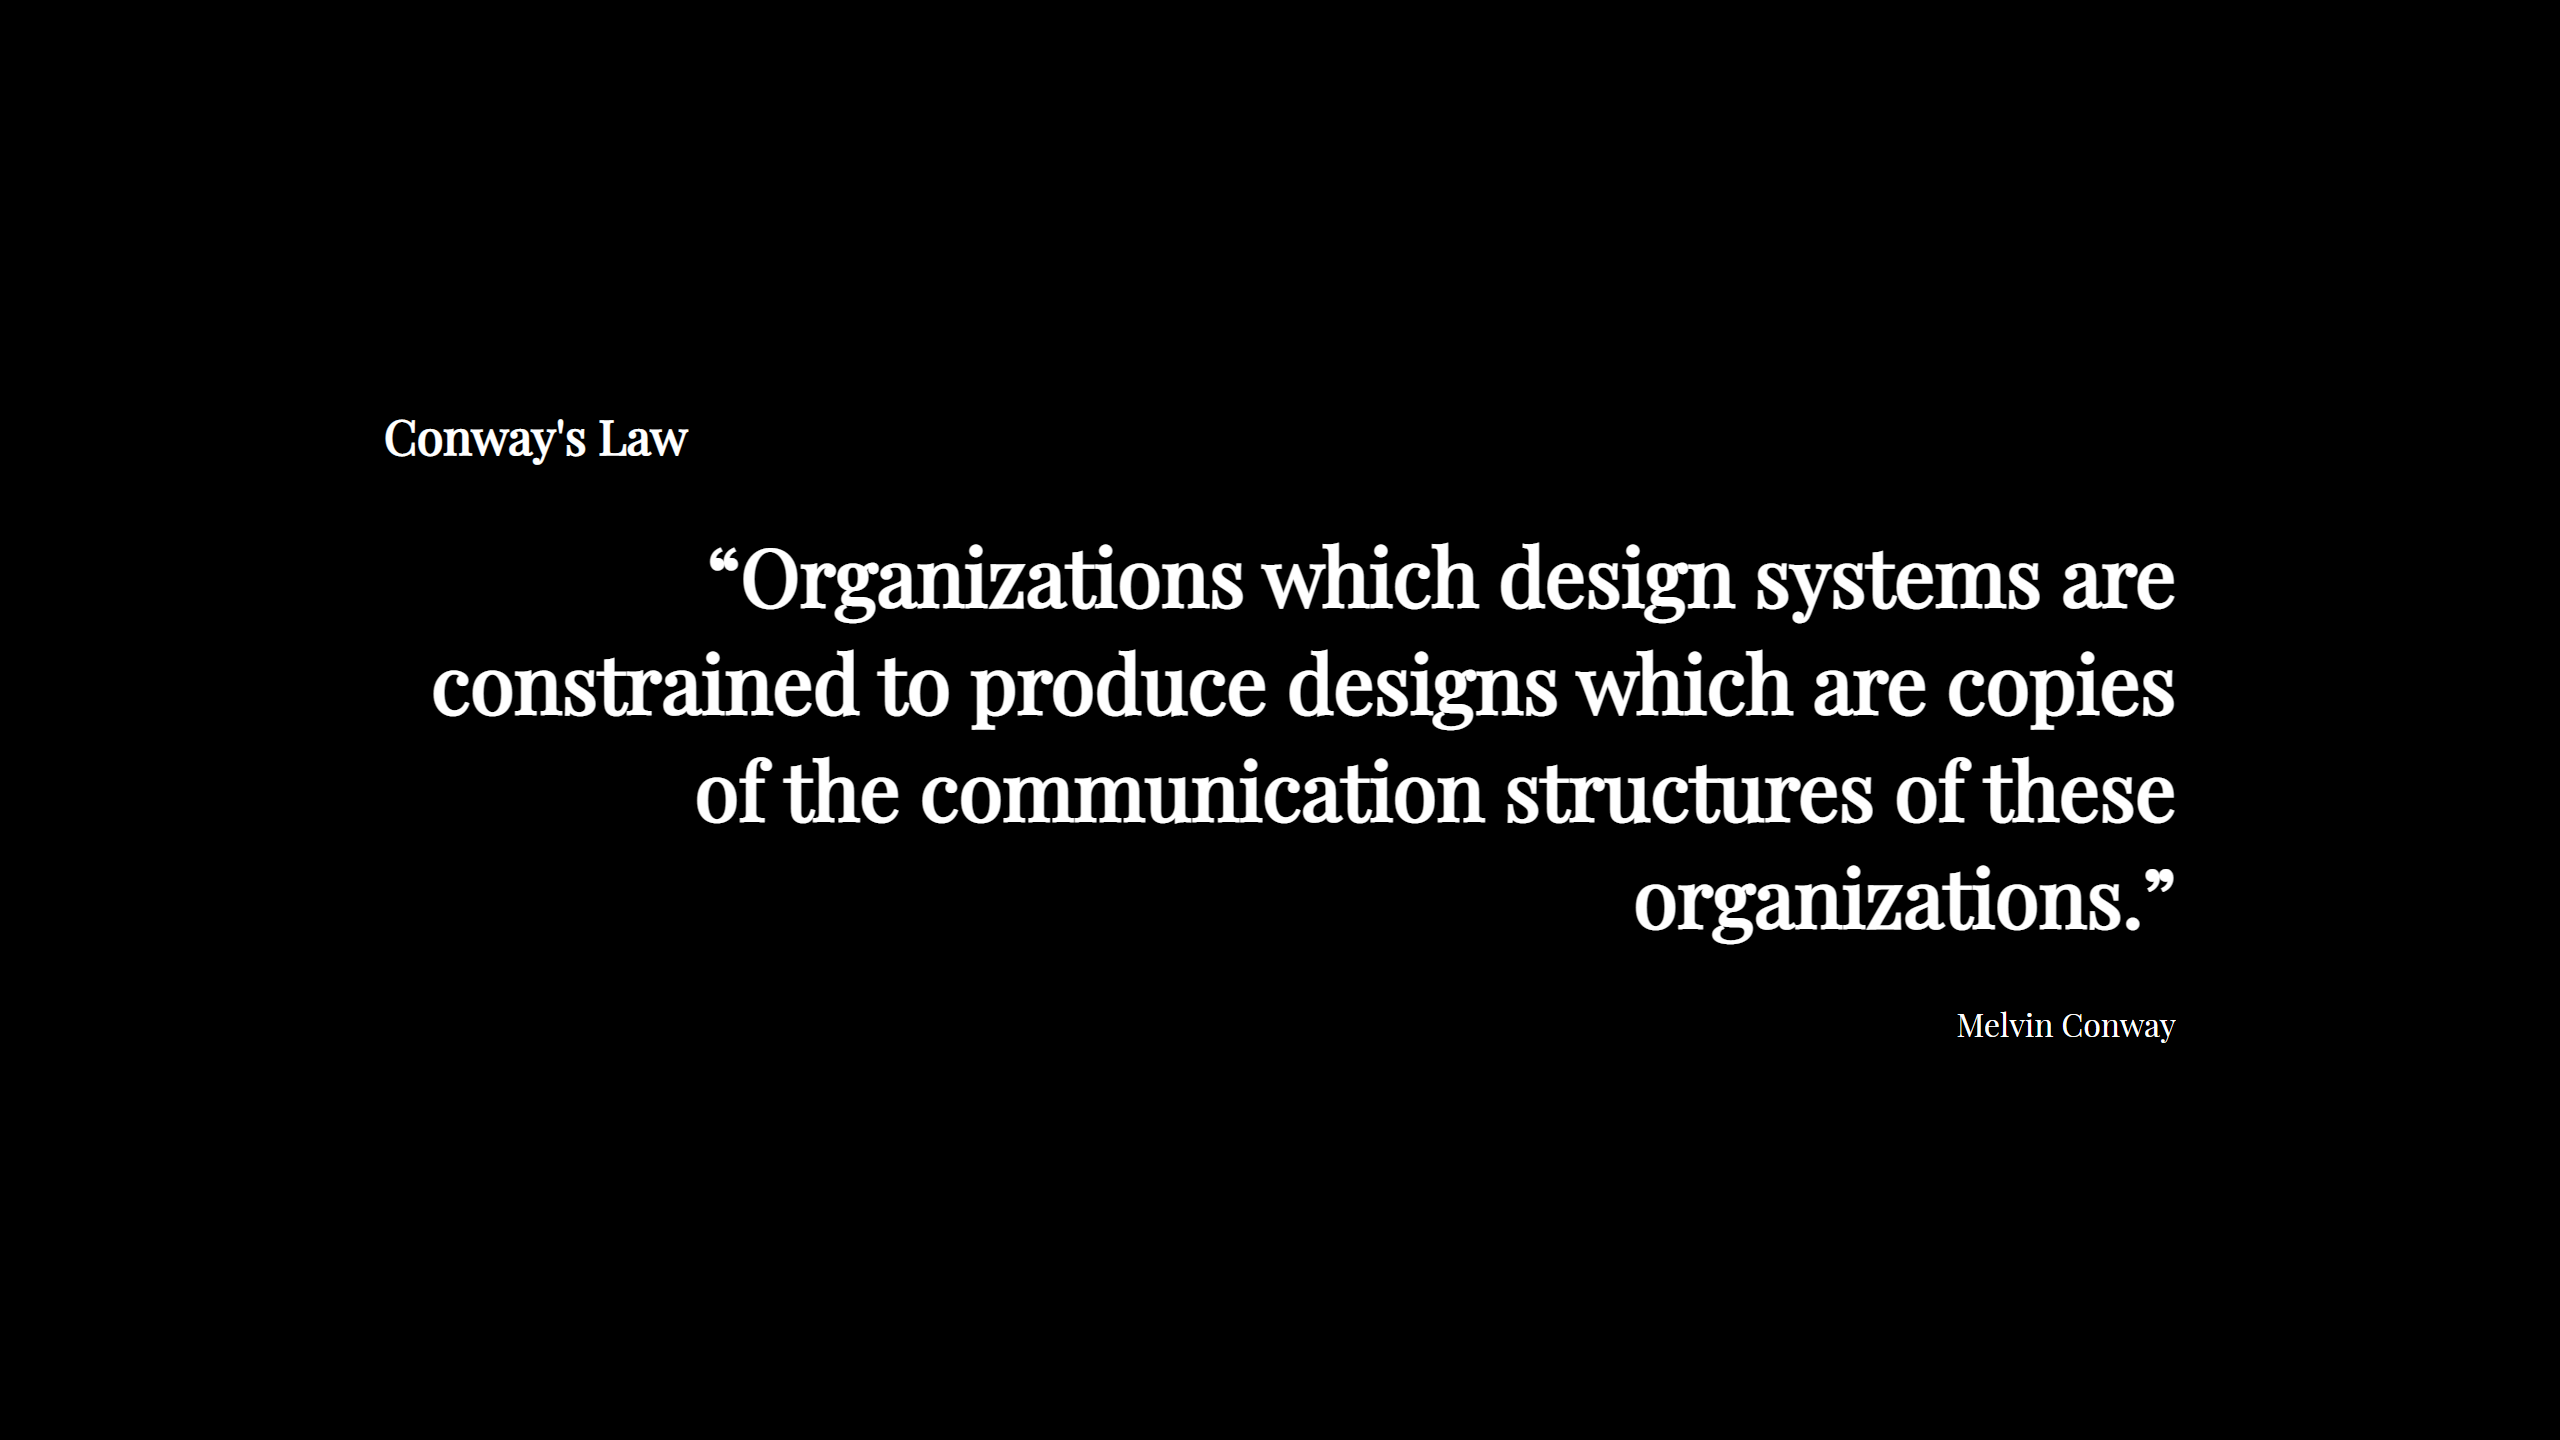 Conway's Law
“Organizations which design systems are
constrained to produce designs which are copies
of the communication structures of these
organizations.”
Melvin Conway